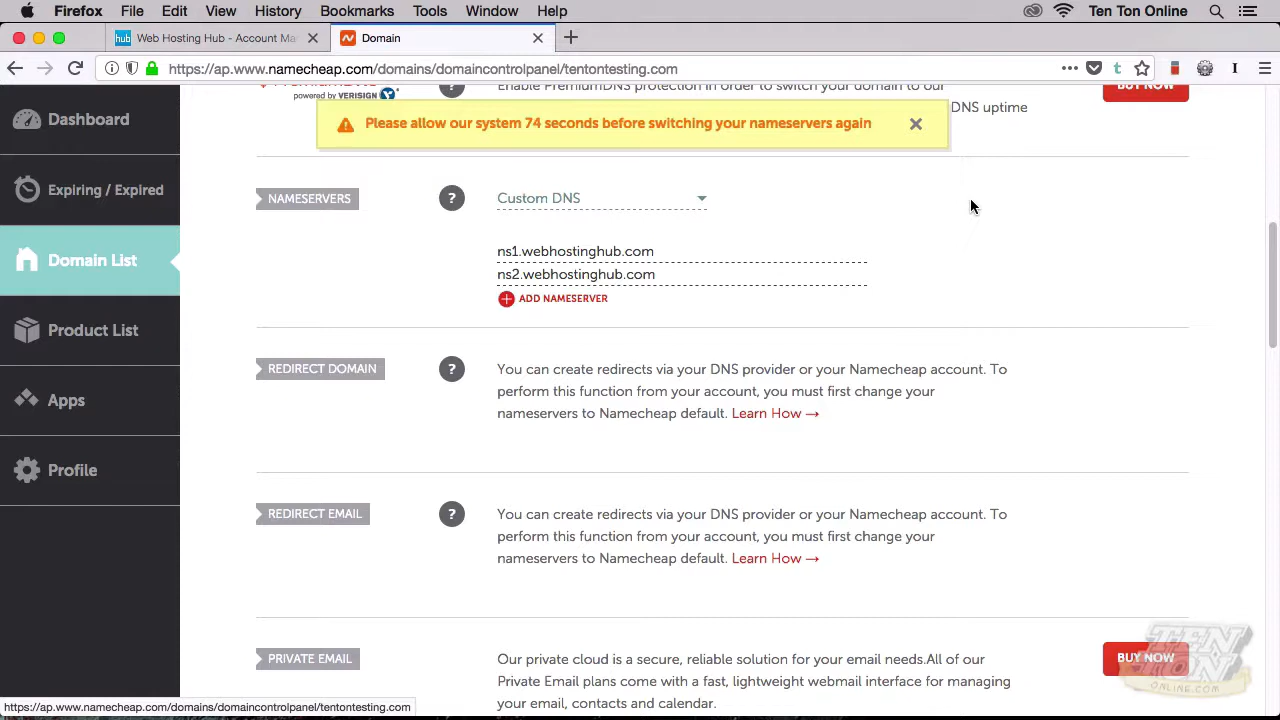 Firefox File Edit View History Bookmarks Tools Window Help Ten Ton Online
hub Web Hosting Hub - Account Ma
Domain
https://ap.www.namecheap.com/domains/domaincontrolpanel/tentontesting.com
Dashboard
Expiring / Expired
Domain List
Product List
Apps
Profile
powered by VERISIGN
Enable PremiumDNS protection in order to switch your domain to our
DNS uptime
BUY NOW
Please allow our system 74 seconds before switching your nameservers again
NAMESERVERS
?
Custom DNS
ns1.webhostinghub.com
ns2.webhostinghub.com
ADD NAMESERVER
REDIRECT DOMAIN
?
You can create redirects via your DNS provider or your Namecheap account. To
perform this function from your account, you must first change your
nameservers to Namecheap default. Learn How →
REDIRECT EMAIL
?
You can create redirects via your DNS provider or your Namecheap account. To
perform this function from your account, you must first change your
nameservers to Namecheap default. Learn How →
PRIVATE EMAIL
Our private cloud is a secure, reliable solution for your email needs.All of our
Private Email plans come with a fast, lightweight webmail interface for managing
your email, contacts and calendar.
BUY NOW
TEN TON
ONLINE.COM
https://ap.www.namecheap.com/domains/domaincontrolpanel/tentontesting.com